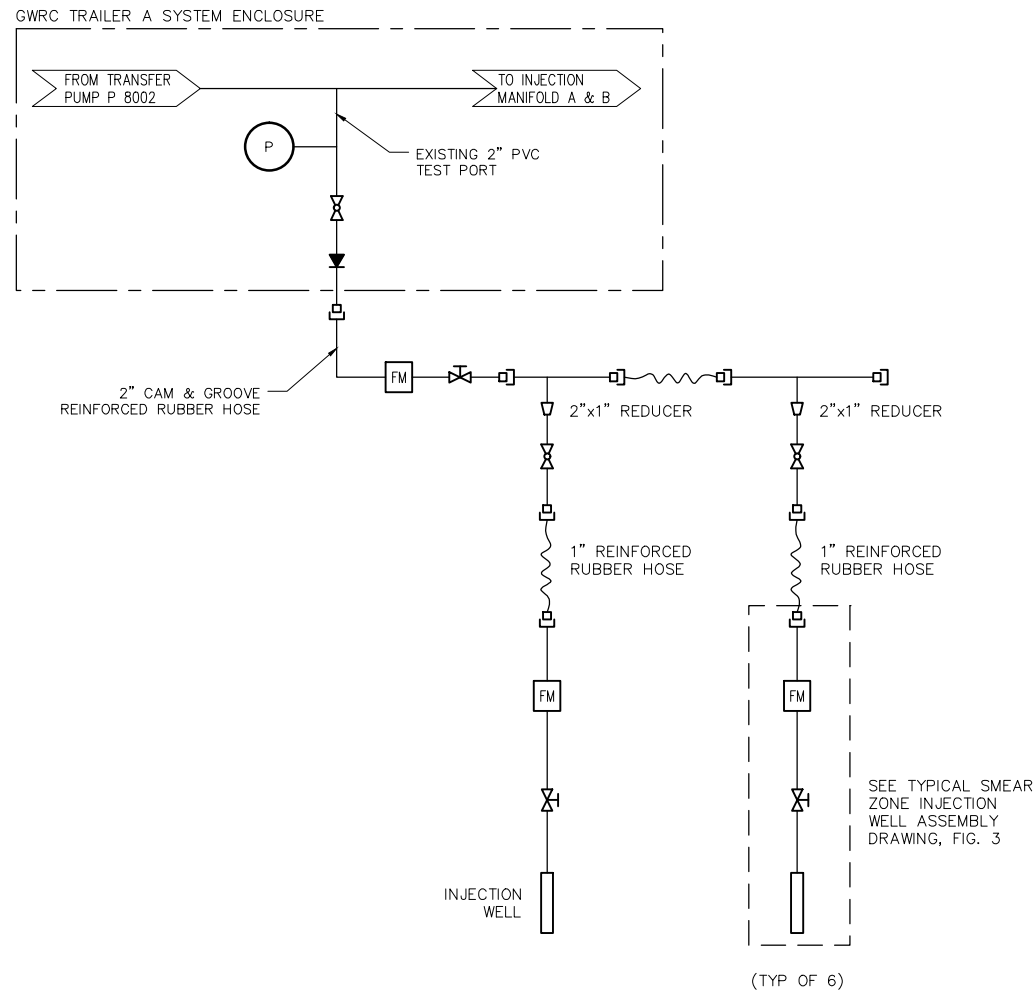 GWRC TRAILER A SYSTEM ENCLOSURE
FROM TRANSFER
PUMP P 8002
TO INJECTION
MANIFOLD A & B
P
EXISTING 2" PVC
TEST PORT
2" CAM & GROOVE
REINFORCED RUBBER HOSE
FM
2"x1" REDUCER
2"x1" REDUCER
1" REINFORCED
RUBBER HOSE
1" REINFORCED
RUBBER HOSE
FM
FM
SEE TYPICAL SMEAR
ZONE INJECTION
WELL ASSEMBLY
DRAWING, FIG. 3
INJECTION
WELL
(TYP OF 6)